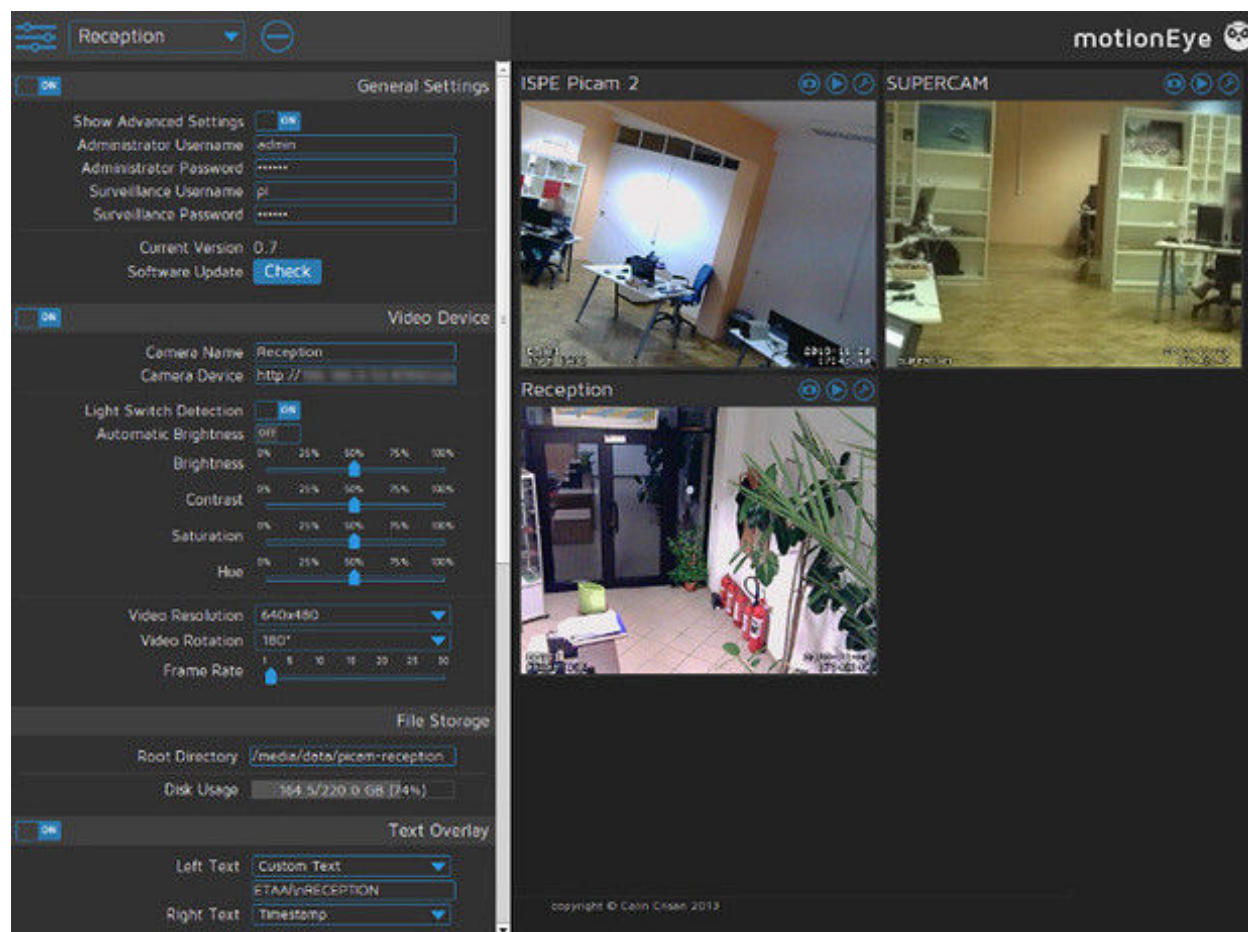 Reception
motionEye
ON General Settings
Show Advanced Settings ON
Administrator Username admin
Administrator Password ••••••
Surveillance Username pi
Surveillance Password ••••••
Current Version 0.7
Software Update Check
ON Video Device
Camera Name Reception
Camera Device http://
Light Switch Detection ON
Automatic Brightness OFF
0% 25% 50% 75% 100%
Brightness
0% 25% 50% 75% 100%
Contrast
0% 25% 50% 75% 100%
Saturation
0% 25% 50% 75% 100%
Hue
Video Resolution 640x480
Video Rotation 180°
1 5 10 15 20 25 30
Frame Rate
File Storage
Root Directory /media/data/picam-reception
Disk Usage 164.5/220.0 GB (74%)
ON Text Overlay
Left Text Custom Text
ETAA\nRECEPTION
Right Text Timestamp
ISPE Picam 2
SUPERCAM
Reception
copyright © Calin Crisan 2013